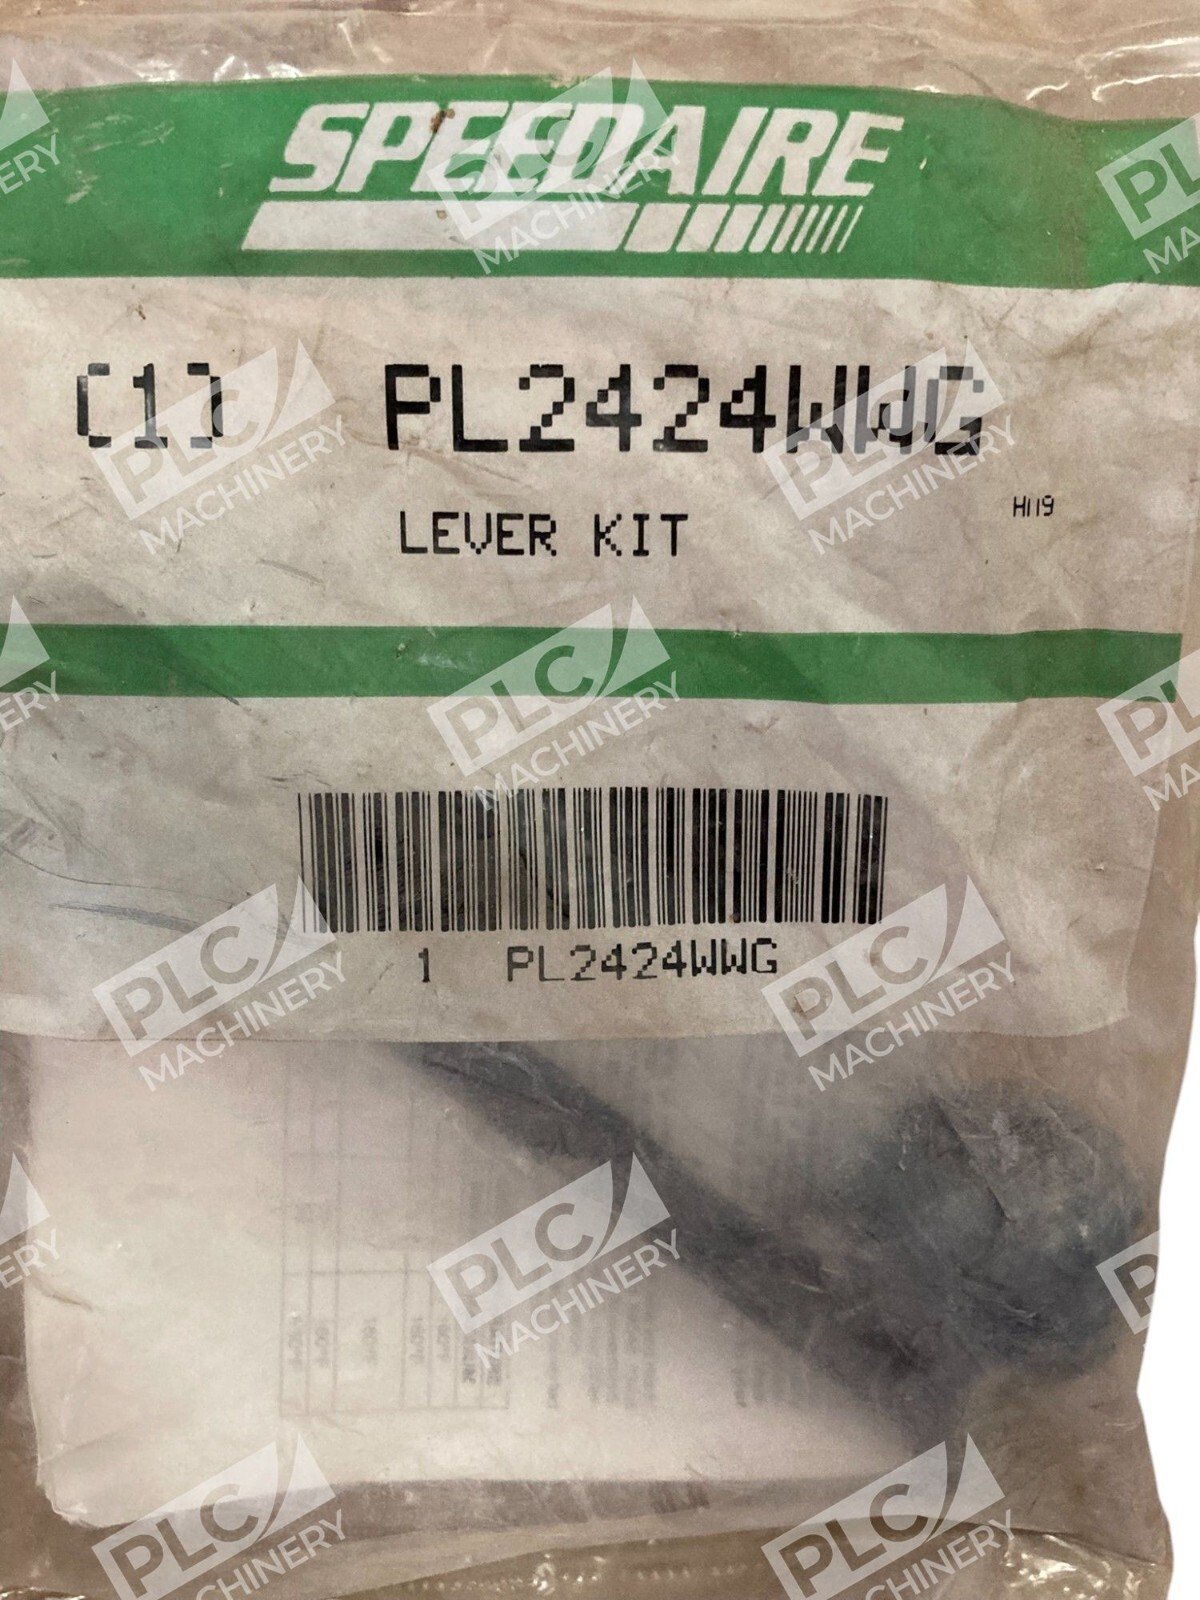 SPEEDAIRE
(1) PL2424WWG
LEVER KIT
H119
1 PL2424WWG
PLC
MACHINERY